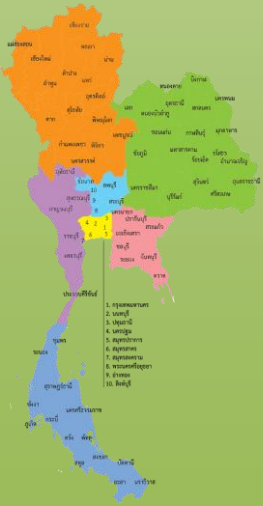 เชียงราย
แม่ฮ่องสอน
พะเยา
เชียงใหม่
น่าน
ลำปาง
ลำพูน
แพร่
อุตรดิตถ์
สุโขทัย
ตาก
พิษณุโลก
กำแพงเพชร
พิจิตร
เพชรบูรณ์
นครสวรรค์
อุทัยธานี
บึงกาฬ
หนองคาย
เลย
อุดรธานี
นครพนม
หนองบัวลำภู
สกลนคร
ขอนแก่น
กาฬสินธุ์
มุกดาหาร
ชัยภูมิ
มหาสารคาม
ร้อยเอ็ด
ยโสธร
อำนาจเจริญ
นครราชสีมา
บุรีรัมย์
สุรินทร์
ศรีสะเกษ
อุบลราชธานี
ชัยนาท
ลพบุรี
10
9
8
สระบุรี
สุพรรณบุรี
กาญจนบุรี
นครนายก
ปราจีนบุรี
สระแก้ว
4
2
3
1
6
5
7
ฉะเชิงเทรา
ราชบุรี
ชลบุรี
เพชรบุรี
ระยอง
จันทบุรี
ตราด
ประจวบคีรีขันธ์
1. กรุงเทพมหานคร
2. นนทบุรี
3. ปทุมธานี
4. นครปฐม
5. สมุทรปราการ
6. สมุทรสาคร
7. สมุทรสงคราม
8. พระนครศรีอยุธยา
9. อ่างทอง
10. สิงห์บุรี
ชุมพร
ระนอง
สุราษฎร์ธานี
พังงา
นครศรีธรรมราช
ภูเก็ต
กระบี่
ตรัง
พัทลุง
สตูล
สงขลา
ปัตตานี
ยะลา
นราธิวาส